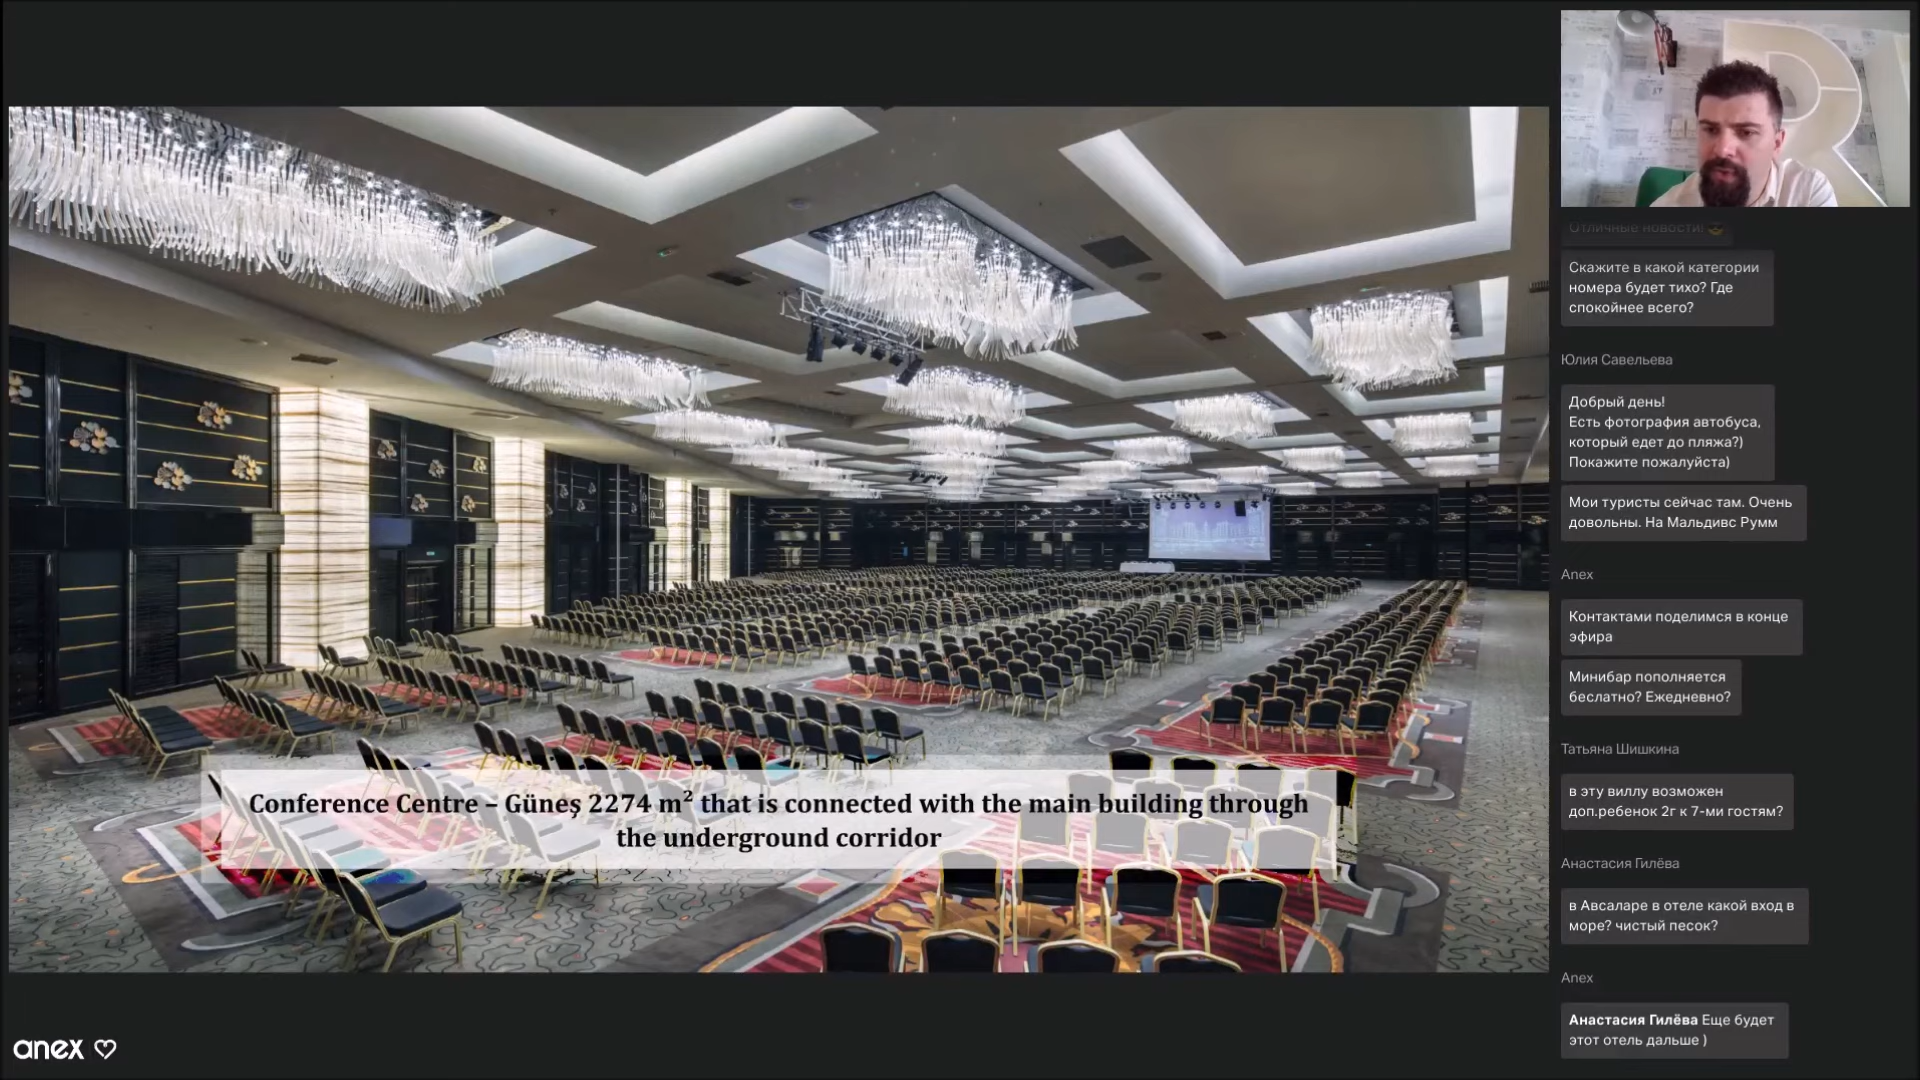 Conference Centre – Güneş 2274 m² that is connected with the main building through
the underground corridor
anex
Отличные новости!
Скажите в какой категории
номера будет тихо? Где
спокойнее всего?
Юлия Савельева
Добрый день!
Есть фотография автобуса,
который едет до пляжа?)
Покажите пожалуйста)
Мои туристы сейчас там. Очень
довольны. На Мальдивс Румм
Anex
Контактами поделимся в конце
эфира
Минибар пополняется
беслатно? Ежедневно?
Татьяна Шишкина
в эту виллу возможен
доп.ребенок 2г к 7-ми гостям?
Анастасия Гилёва
в Авсаларе в отеле какой вход в
море? чистый песок?
Anex
Анастасия Гилёва Еще будет
этот отель дальше )